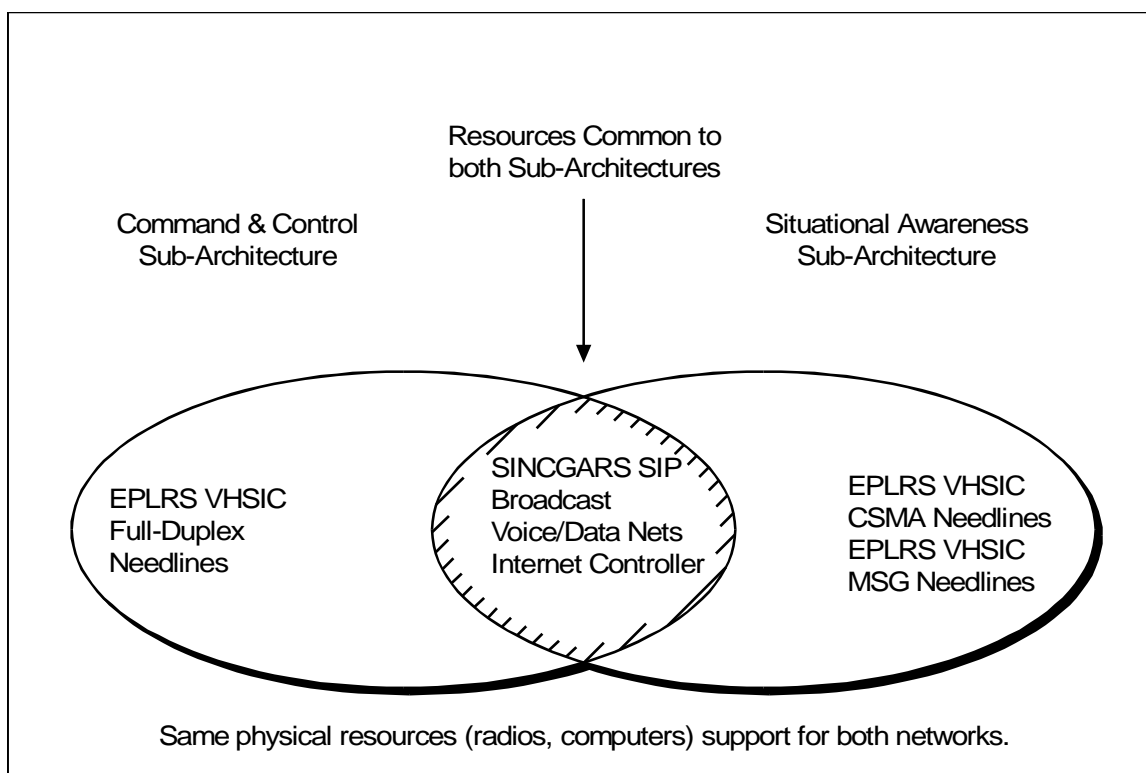 Resources Common to
both Sub-Architectures
Command & Control
Sub-Architecture
Situational Awareness
Sub-Architecture
EPLRS VHSIC
Full-Duplex
Needlines
SINCGARS SIP
Broadcast
Voice/Data Nets
Internet Controller
EPLRS VHSIC
CSMA Needlines
EPLRS VHSIC
MSG Needlines
Same physical resources (radios, computers) support for both networks.